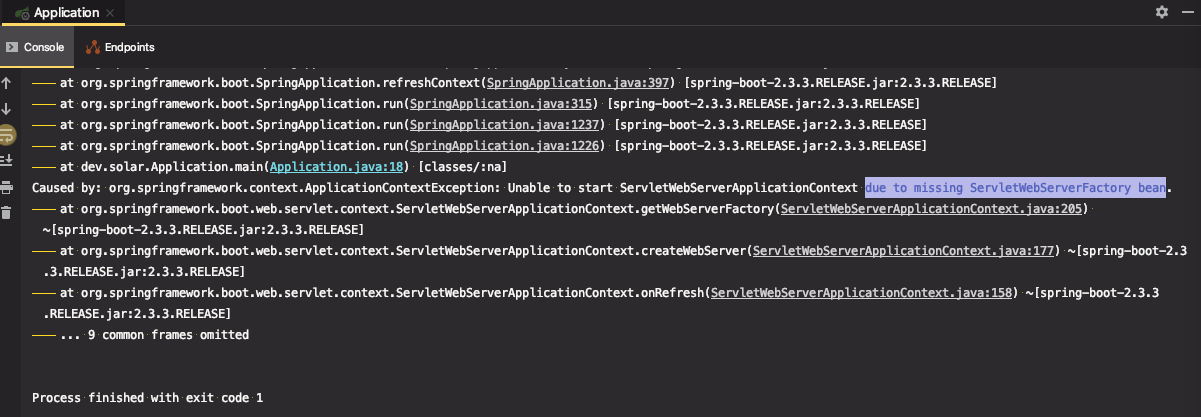 Application
Console
Endpoints
at org.springframework.boot.SpringApplication.refreshContext(SpringApplication.java:397) [spring-boot-2.3.3.RELEASE.jar:2.3.3.RELEASE]
at org.springframework.boot.SpringApplication.run(SpringApplication.java:315) [spring-boot-2.3.3.RELEASE.jar:2.3.3.RELEASE]
at org.springframework.boot.SpringApplication.run(SpringApplication.java:1237) [spring-boot-2.3.3.RELEASE.jar:2.3.3.RELEASE]
at org.springframework.boot.SpringApplication.run(SpringApplication.java:1226) [spring-boot-2.3.3.RELEASE.jar:2.3.3.RELEASE]
at dev.solar.Application.main(Application.java:18) [classes/:na]
Caused by: org.springframework.context.ApplicationContextException: Unable to start ServletWebServerApplicationContext due to missing ServletWebServerFactory bean.
at org.springframework.boot.web.servlet.context.ServletWebServerApplicationContext.getWebServerFactory(ServletWebServerApplicationContext.java:205)
~[spring-boot-2.3.3.RELEASE.jar:2.3.3.RELEASE]
at org.springframework.boot.web.servlet.context.ServletWebServerApplicationContext.createWebServer(ServletWebServerApplicationContext.java:177) ~[spring-boot-2.3
.3.RELEASE.jar:2.3.3.RELEASE]
at org.springframework.boot.web.servlet.context.ServletWebServerApplicationContext.onRefresh(ServletWebServerApplicationContext.java:158) ~[spring-boot-2.3.3
.RELEASE.jar:2.3.3.RELEASE]
... 9 common frames omitted
Process finished with exit code 1